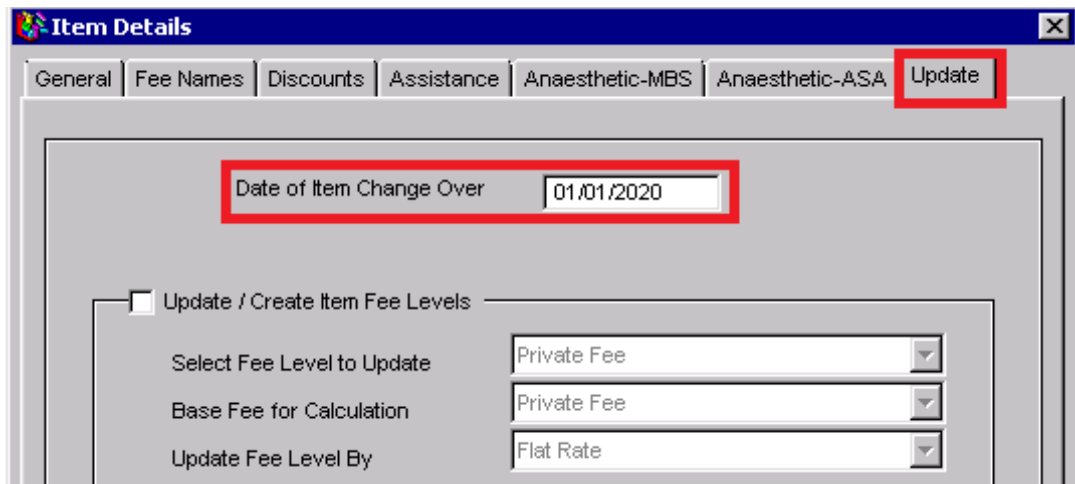 Item Details
General Fee Names Discounts Assistance Anaesthetic-MBS Anaesthetic-ASA Update
Date of Item Change Over 01/01/2020
Update / Create Item Fee Levels
Select Fee Level to Update Private Fee
Base Fee for Calculation Private Fee
Update Fee Level By Flat Rate